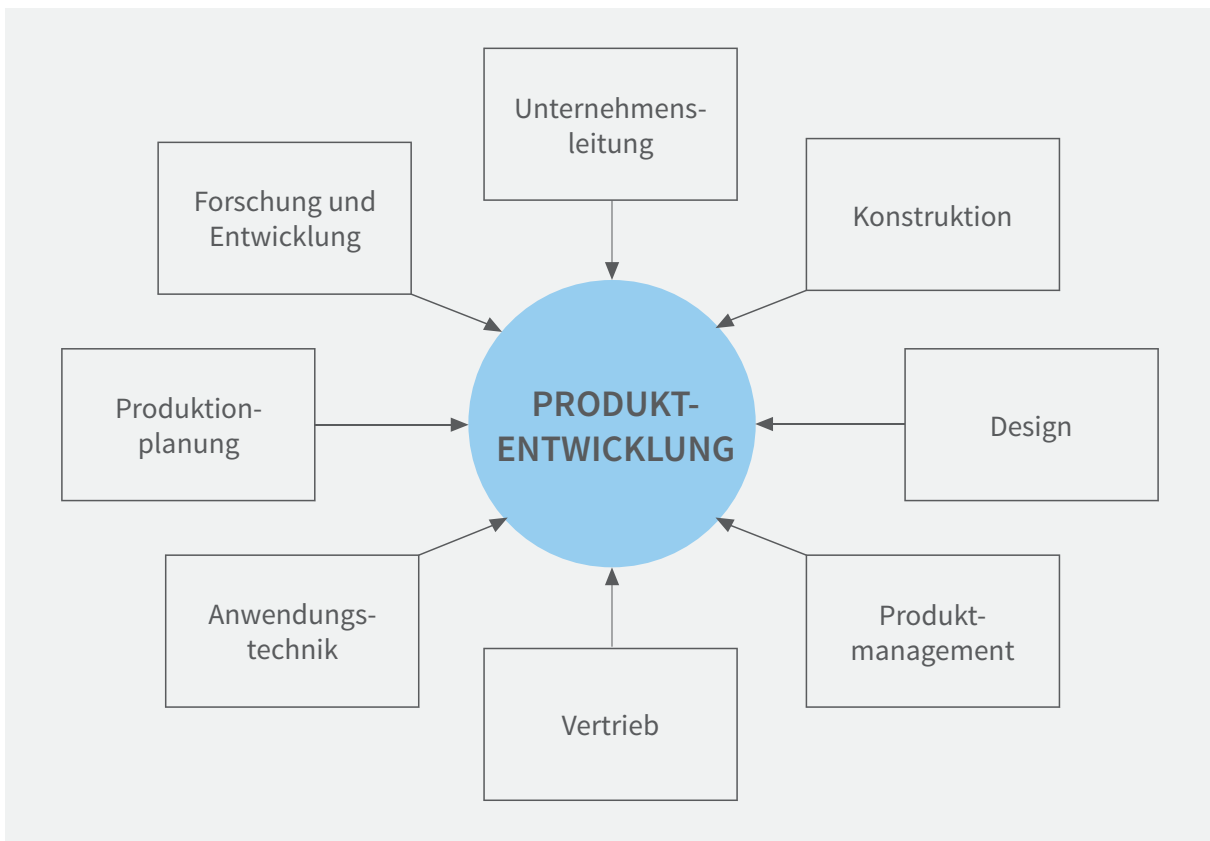 Unternehmens-
leitung
Forschung und
Entwicklung
Konstruktion
Produktion-
planung
PRODUKT-
ENTWICKLUNG
Design
Anwendungs-
technik
Produkt-
management
Vertrieb